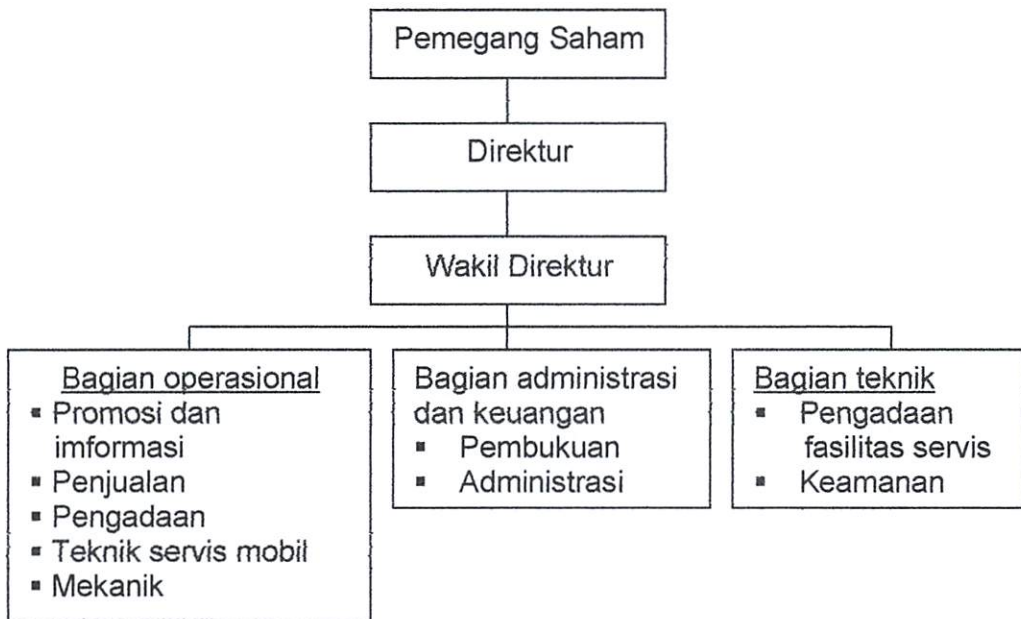 Pemegang Saham
Direktur
Wakil Direktur
Bagian operasional
▪ Promosi dan
imformasi
▪ Penjualan
▪ Pengadaan
▪ Teknik servis mobil
▪ Mekanik
Bagian administrasi
dan keuangan
▪ Pembukuan
▪ Administrasi
Bagian teknik
▪ Pengadaan
fasilitas servis
▪ Keamanan